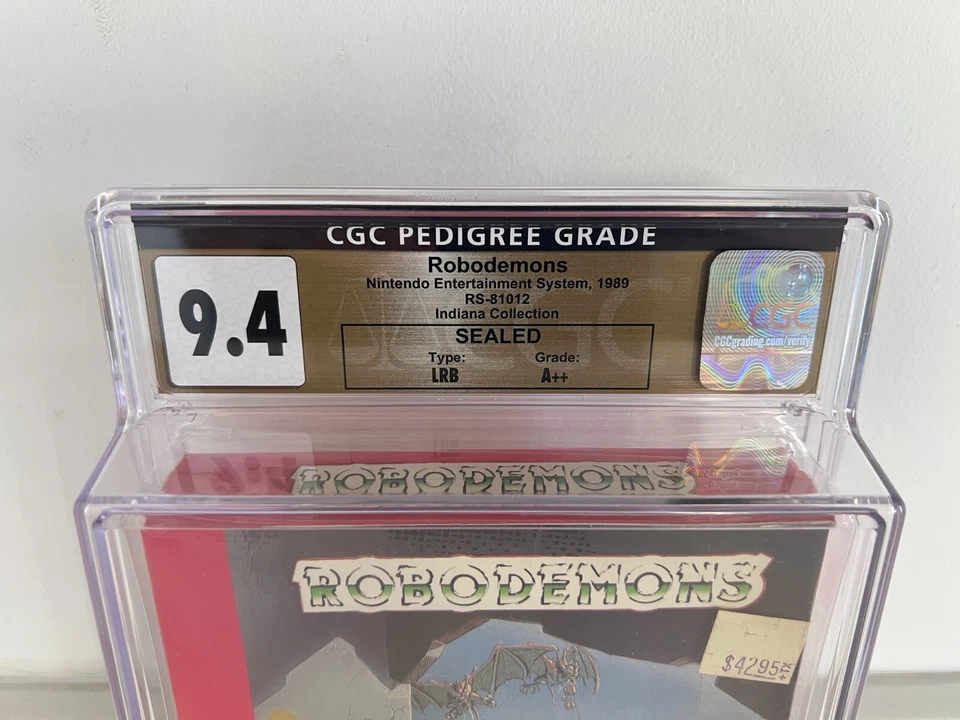 CGC PEDIGREE GRADE
9.4
Robodemons
Nintendo Entertainment System, 1989
RS-81012
Indiana Collection
SEALED
Type: Grade:
LRB A++
CGC
CGCgrading.com/verify
ROBODEMONS
ROBODEMONS
$4295